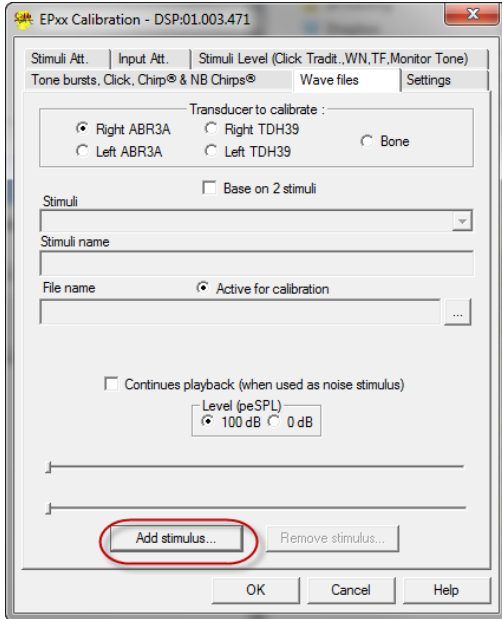 EPxx Calibration - DSP:01.003.471
Stimuli Att. Input Att. Stimuli Level (Click Tradit.,WN,TF,Monitor Tone)
Tone bursts, Click, Chirp® & NB Chirps® Wave files Settings
Transducer to calibrate :
Right ABR3A Right TDH39 Bone
Left ABR3A Left TDH39
Base on 2 stimuli
Stimuli
Stimuli name
File name Active for calibration
...
Continues playback (when used as noise stimulus)
Level (peSPL)
100 dB 0 dB
Add stimulus... Remove stimulus...
OK Cancel Help